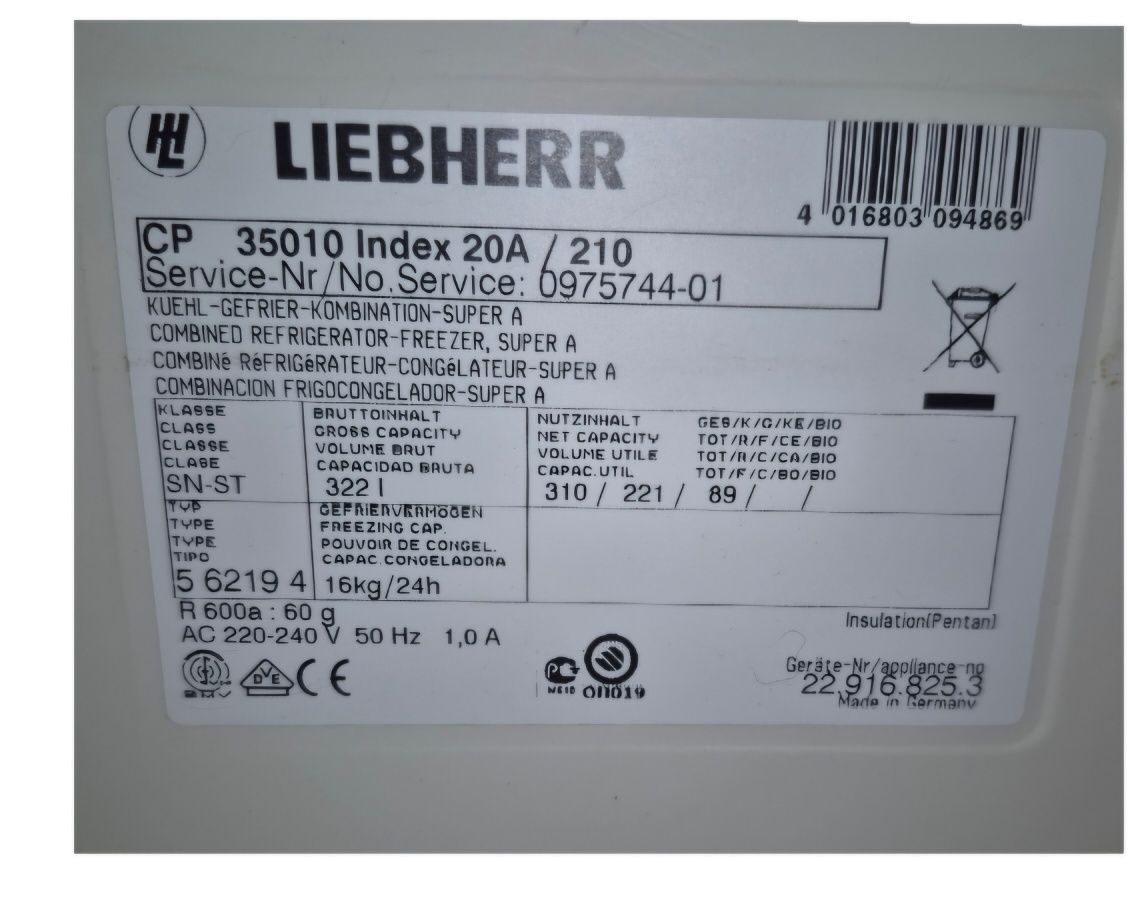 LIEBHERR
4 016803 094869
CP 35010 Index 20A / 210
Service-Nr/No.Service: 0975744-01
KUEHL-GEFRIER-KOMBINATION-SUPER A
COMBINED REFRIGERATOR-FREEZER, SUPER A
COMBINé RéFRIGéRATEUR-CONGéLATEUR-SUPER A
COMBINACION FRIGOCONGELADOR-SUPER A
KLASSE
CLASS
CLASSE
CLASE
SN-ST
BRUTTOINHALT
GROSS CAPACITY
VOLUME BRUT
CAPACIDAD BRUTA
322 l
NUTZINHALT GES/K/G/KE/BIO
NET CAPACITY TOT/R/F/CE/BIO
VOLUME UTILE TOT/R/C/CA/BIO
CAPAC.UTIL TOT/F/C/BO/BIO
310 / 221 / 89 / /
TYP
TYPE
TYPE
TIPO
5 6219 4
GEFRIERVERMöGEN
FREEZING CAP.
POUVOIR DE CONGEL.
CAPAC.CONGELADORA
16kg/24h
R 600a : 60 g
AC 220-240 V 50 Hz 1,0 A
Insulation(Pentan)
DVE
CE
Geräte-Nr/appliance-no
22.916.825.3
Made in Germany